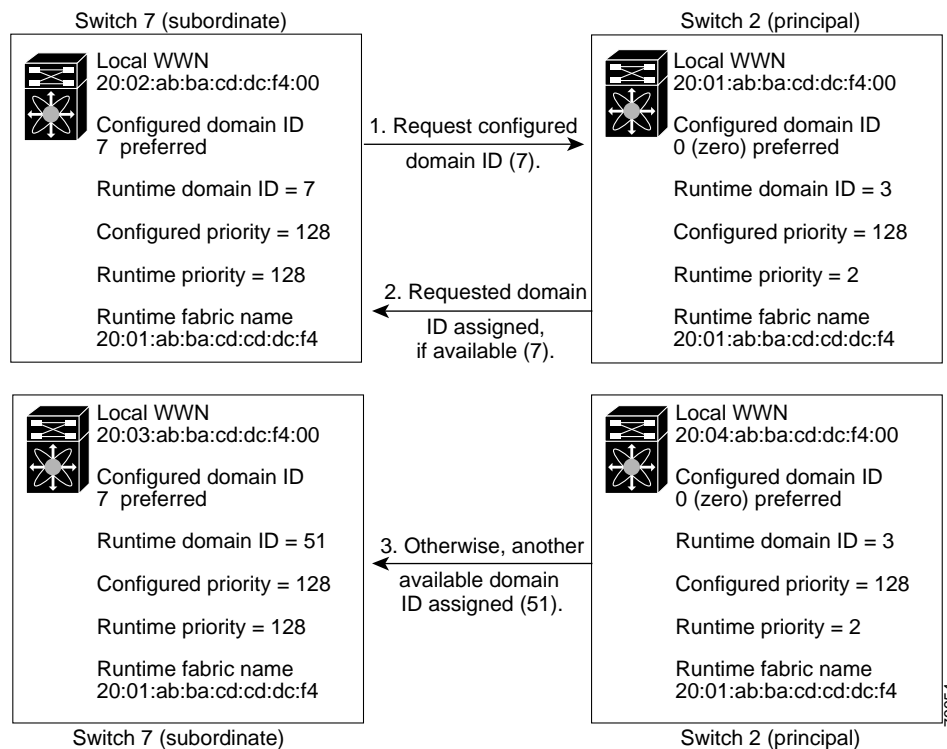 Switch 7 (subordinate)
Local WWN
20:02:ab:ba:cd:dc:f4:00
Configured domain ID
7 preferred
Runtime domain ID = 7
Configured priority = 128
Runtime priority = 128
Runtime fabric name
20:01:ab:ba:cd:cd:dc:f4
1. Request configured
domain ID (7).
2. Requested domain
ID assigned,
if available (7).
Switch 2 (principal)
Local WWN
20:01:ab:ba:cd:dc:f4:00
Configured domain ID
0 (zero) preferred
Runtime domain ID = 3
Configured priority = 128
Runtime priority = 2
Runtime fabric name
20:01:ab:ba:cd:cd:dc:f4
Local WWN
20:03:ab:ba:cd:dc:f4:00
Configured domain ID
7 preferred
Runtime domain ID = 51
Configured priority = 128
Runtime priority = 128
Runtime fabric name
20:01:ab:ba:cd:cd:dc:f4
Switch 7 (subordinate)
3. Otherwise, another
available domain
ID assigned (51).
Local WWN
20:04:ab:ba:cd:dc:f4:00
Configured domain ID
0 (zero) preferred
Runtime domain ID = 3
Configured priority = 128
Runtime priority = 2
Runtime fabric name
20:01:ab:ba:cd:cd:dc:f4
Switch 2 (principal)